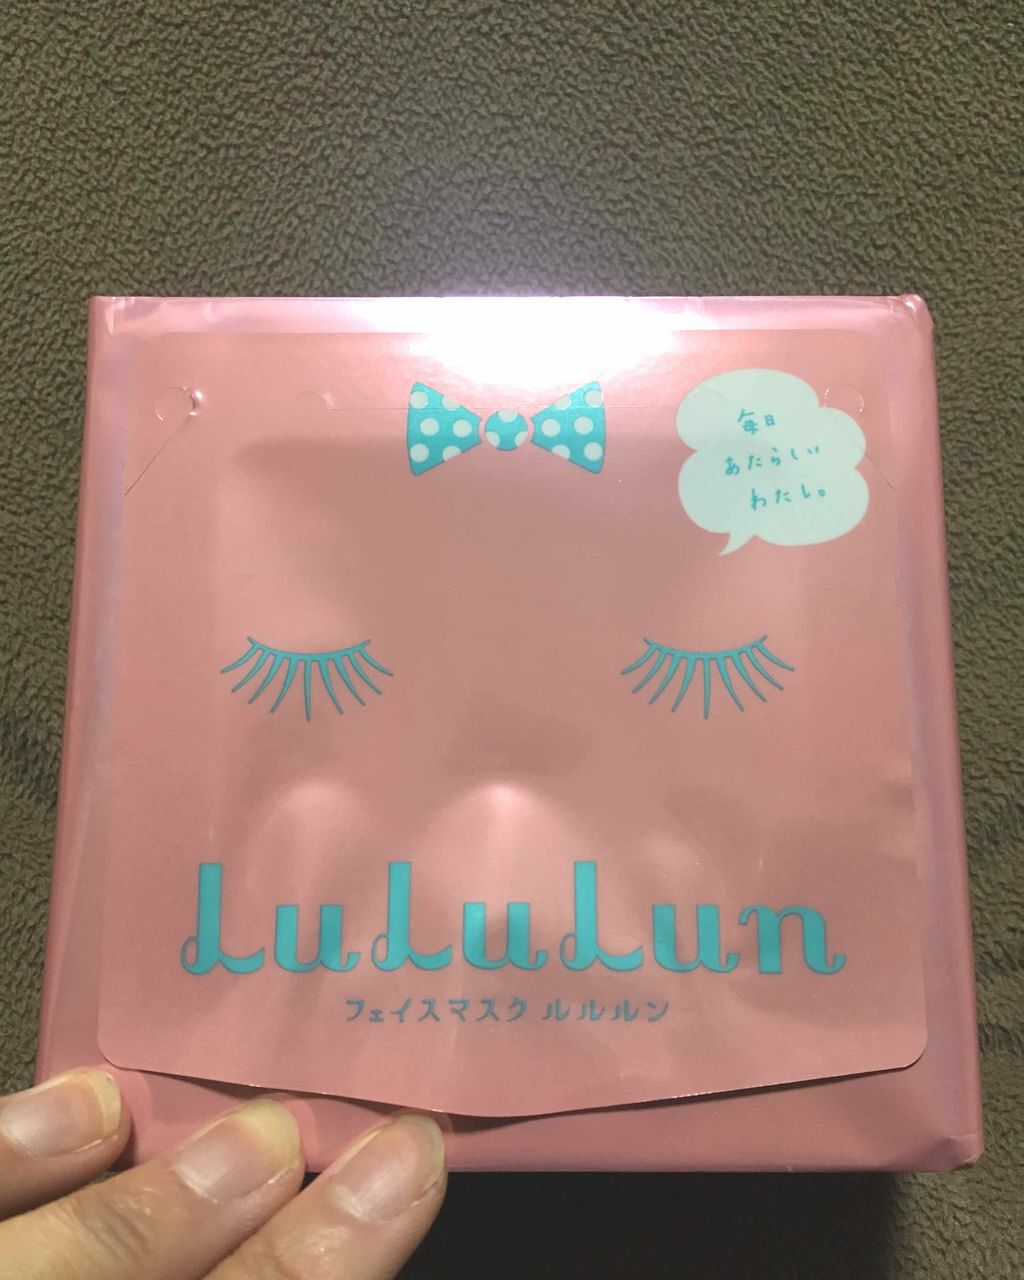 毎日
あたらしい
わたし。
LuLuLun
フェイスマスク ルルルン